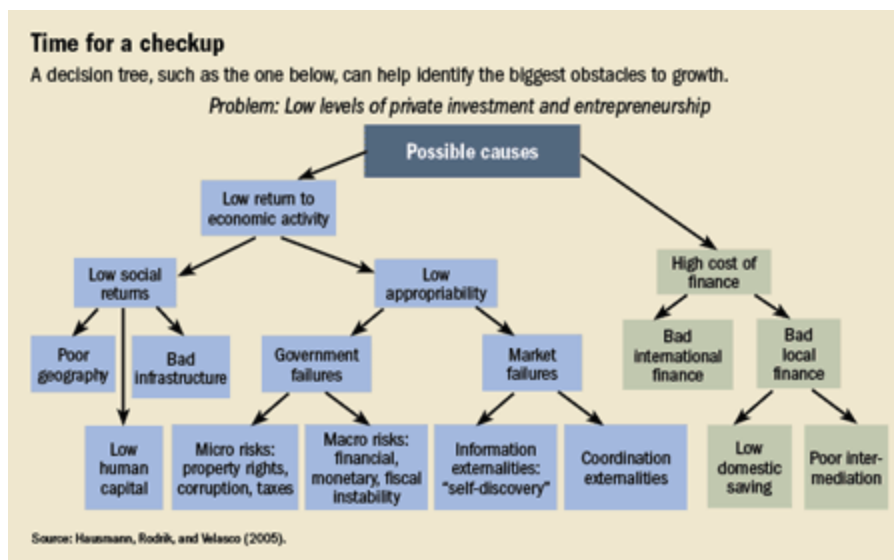 Time for a checkup
A decision tree, such as the one below, can help identify the biggest obstacles to growth.
Problem: Low levels of private investment and entrepreneurship
Possible causes
Low return to
economic activity
Low social
returns
Low
appropriability
High cost of
finance
Poor
geography
Bad
infrastructure
Government
failures
Market
failures
Bad
international
finance
Bad
local
finance
Low
human
capital
Micro risks:
property rights,
corruption, taxes
Macro risks:
financial,
monetary, fiscal
instability
Information
externalities:
“self-discovery”
Coordination
externalities
Low
domestic
saving
Poor inter-
mediation
Source: Hausmann, Rodrik, and Velasco (2005).